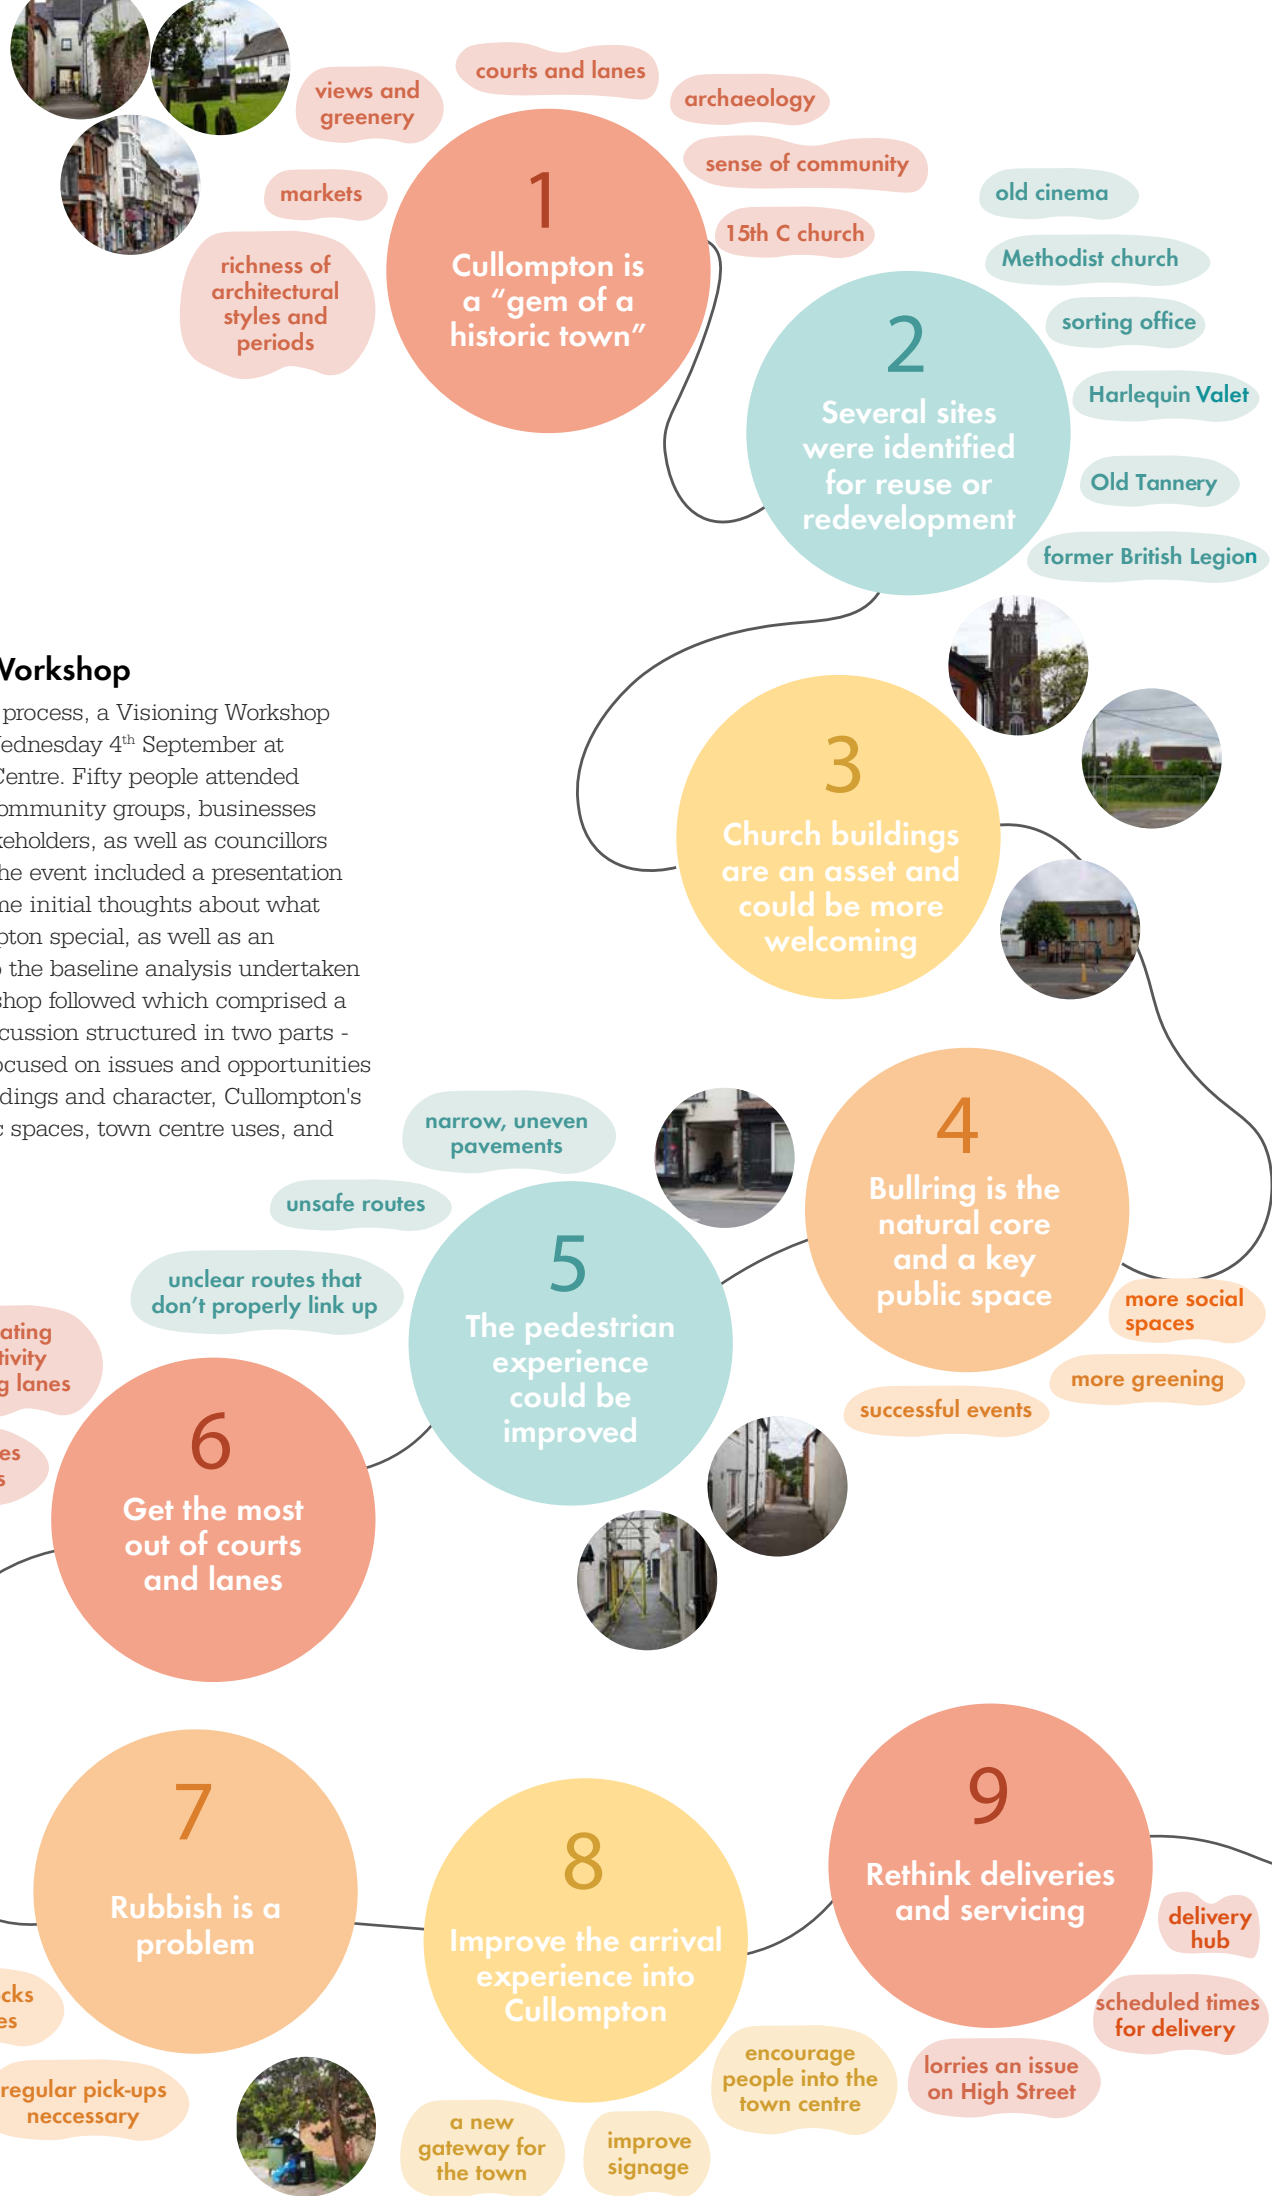 courts and lanes
views and
greenery
archaeology
sense of community
markets
15th C church
richness of
architectural
styles and
periods
1
Cullompton is
a “gem of a
historic town”
old cinema
Methodist church
sorting office
Harlequin Valet
Old Tannery
former British Legion
2
Several sites
were identified
for reuse or
redevelopment
Workshop
process, a Visioning Workshop
Wednesday 4th September at
Centre. Fifty people attended
community groups, businesses
keholders, as well as councillors
he event included a presentation
me initial thoughts about what
pton special, as well as an
the baseline analysis undertaken
shop followed which comprised a
cussion structured in two parts -
ocused on issues and opportunities
dings and character, Cullompton's
c spaces, town centre uses, and
3
Church buildings
are an asset and
could be more
welcoming
4
Bullring is the
natural core
and a key
public space
more social
spaces
more greening
successful events
narrow, uneven
pavements
unsafe routes
unclear routes that
don’t properly link up
5
The pedestrian
experience
could be
improved
ating
tivity
g lanes
es
s
6
Get the most
out of courts
and lanes
7
Rubbish is a
problem
cks
es
regular pick-ups
neccessary
8
Improve the arrival
experience into
Cullompton
encourage
people into the
town centre
a new
gateway for
the town
improve
signage
9
Rethink deliveries
and servicing
delivery
hub
scheduled times
for delivery
lorries an issue
on High Street